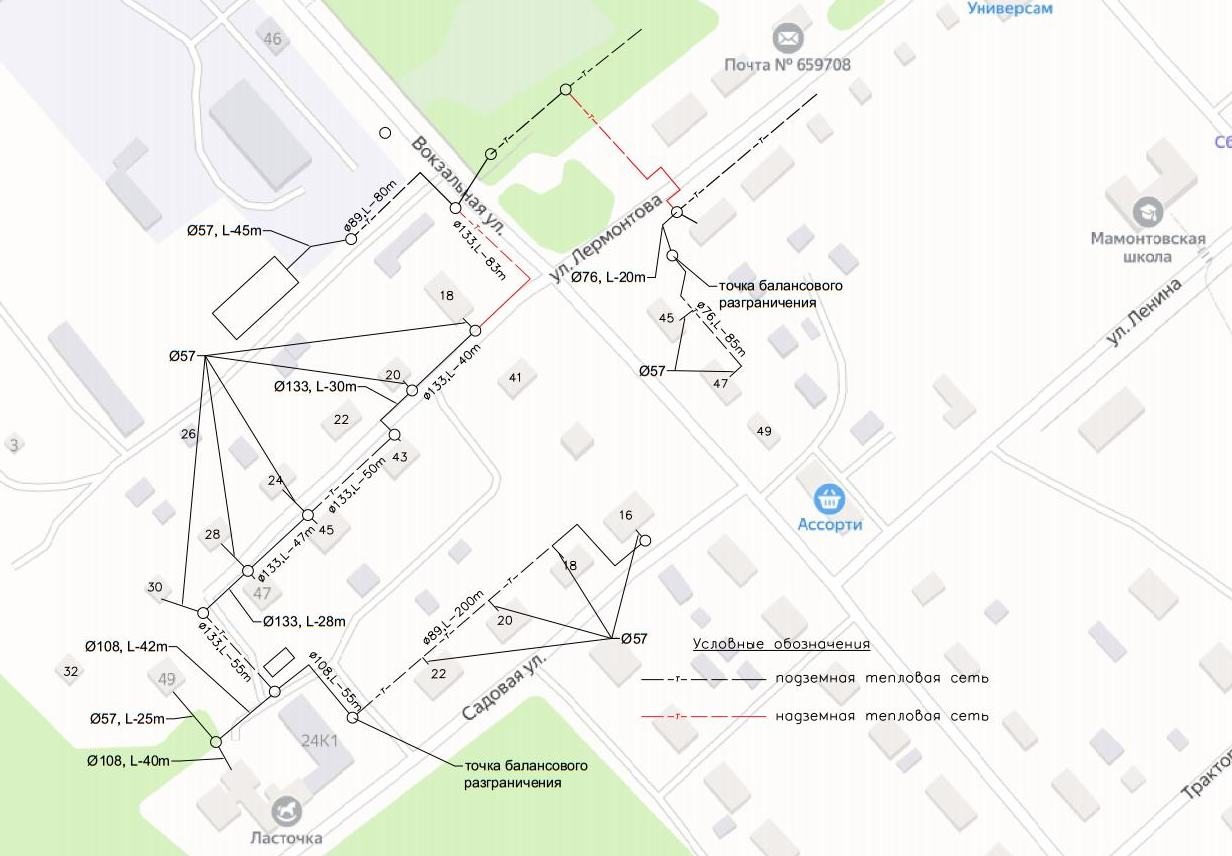 Универсам
46
Почта № 659708
Сб
Вокзальная ул.
Мамонтовская
школа
ø89,L-80m
Ø57, L-45m
ø133,L-83m
ул. Лермонтова
Ø76, L-20m
точка балансового
разграничения
ул. Ленина
18
45
ø76,L-85m
Ø57
Ø57
47
20
Ø133, L-30m
ø133,L-40m
41
22
26
3
43
49
24
ø133,L-50m
45
Ассорти
28
ø133,L-47m
16
18
30
47
Ø133, L-28m
ø89,L-200m
20
Ø57
ø133,L-55m
Ø108, L-42m
ø108,L-55m
22
Садовая ул.
Условные обозначения
32
49
подземная тепловая сеть
Ø57, L-25m
надземная тепловая сеть
24К1
Ø108, L-40m
точка балансового
разграничения
Ласточка
Тракто